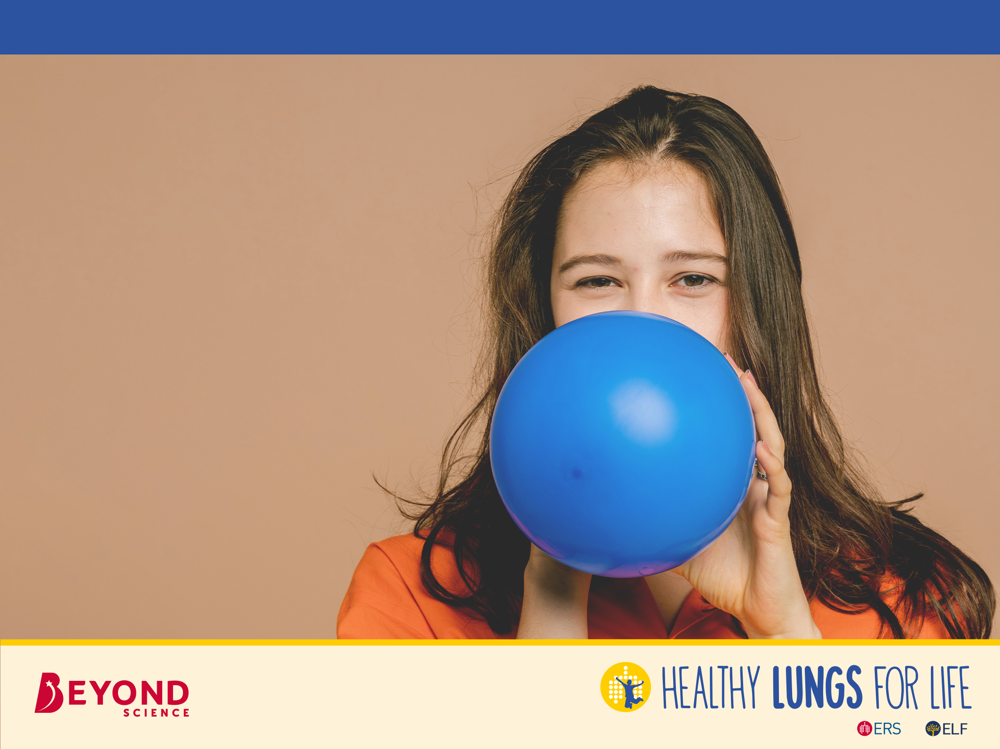 BEYOND
SCIENCE
HEALTHY LUNGS FOR LIFE
ERS
ELF